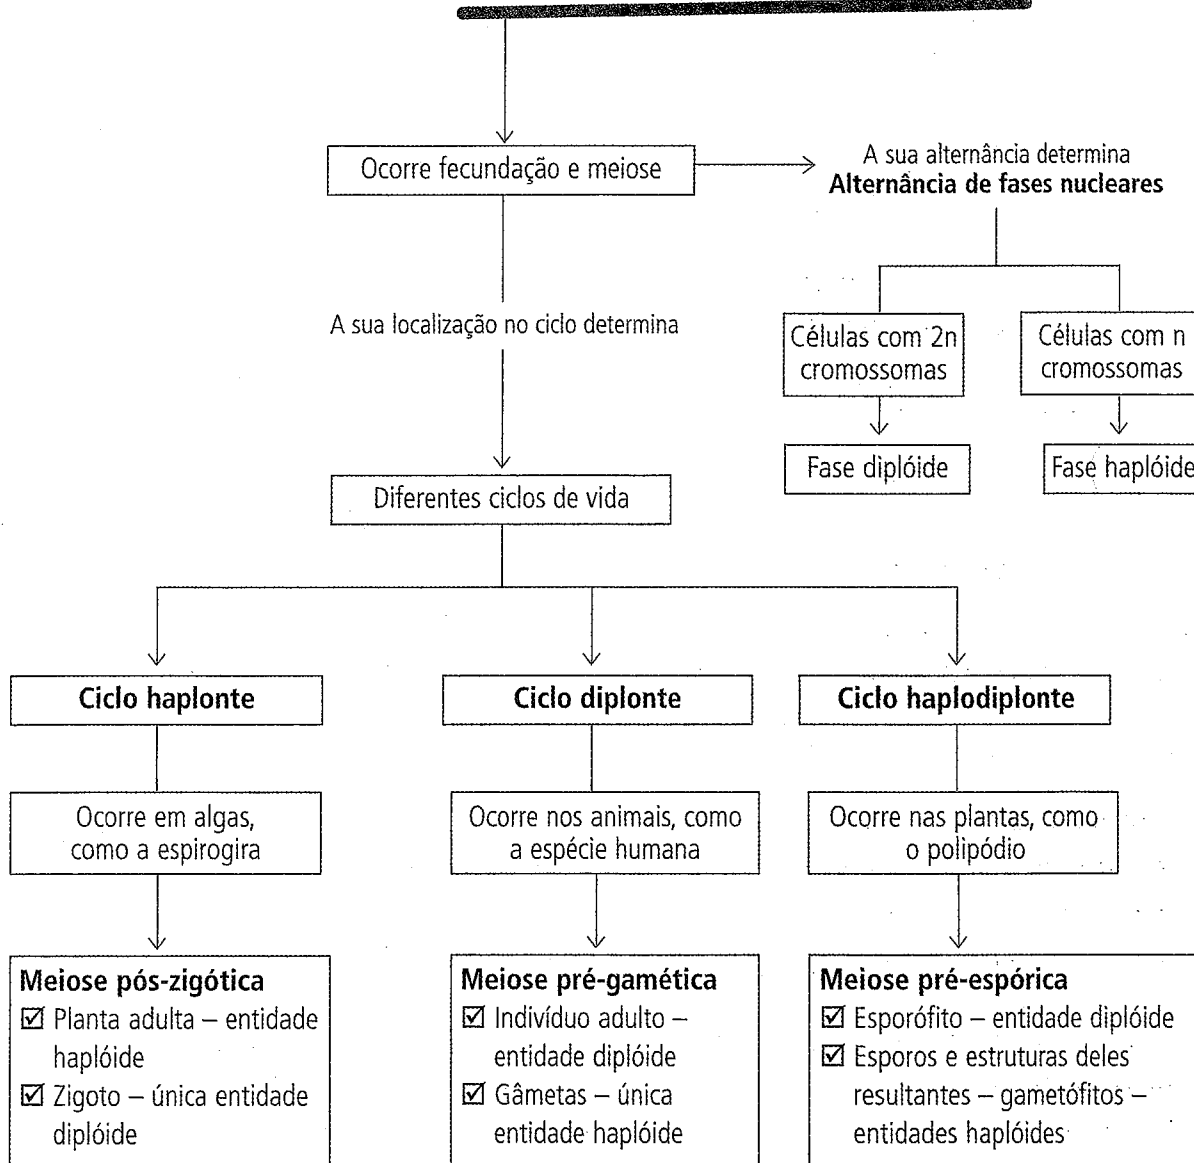 Ocorre fecundação e meiose
A sua alternância determina
Alternância de fases nucleares
A sua localização no ciclo determina
Células com 2n
cromossomas
Células com n
cromossomas
Fase diplóide
Fase haplóide
Diferentes ciclos de vida
Ciclo haplonte
Ciclo diplonte
Ciclo haplodiplonte
Ocorre em algas,
como a espirogira
Ocorre nos animais, como
a espécie humana
Ocorre nas plantas, como
o polipódio
Meiose pós-zigótica
☑ Planta adulta – entidade
haplóide
☑ Zigoto – única entidade
diplóide
Meiose pré-gamética
☑ Indivíduo adulto –
entidade diplóide
☑ Gâmetas – única
entidade haplóide
Meiose pré-espórica
☑ Esporófito – entidade diplóide
☑ Esporos e estruturas deles
resultantes – gametófitos –
entidades haplóides